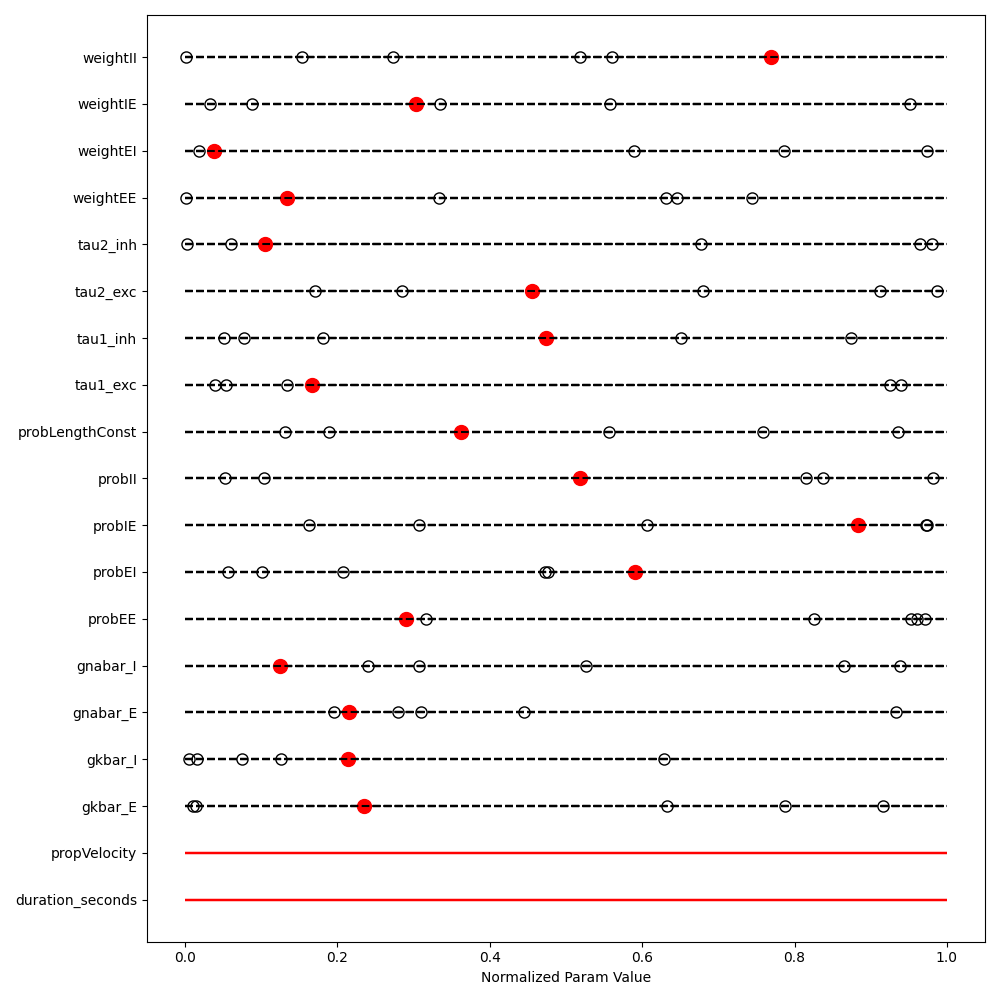 weightII
weightIE
weightEI
weightEE
tau2_inh
tau2_exc
tau1_inh
tau1_exc
probLengthConst
probII
probIE
probEI
probEE
gnabar_I
gnabar_E
gkbar_I
gkbar_E
propVelocity
duration_seconds
0.0 0.2 0.4 0.6 0.8 1.0
Normalized Param Value